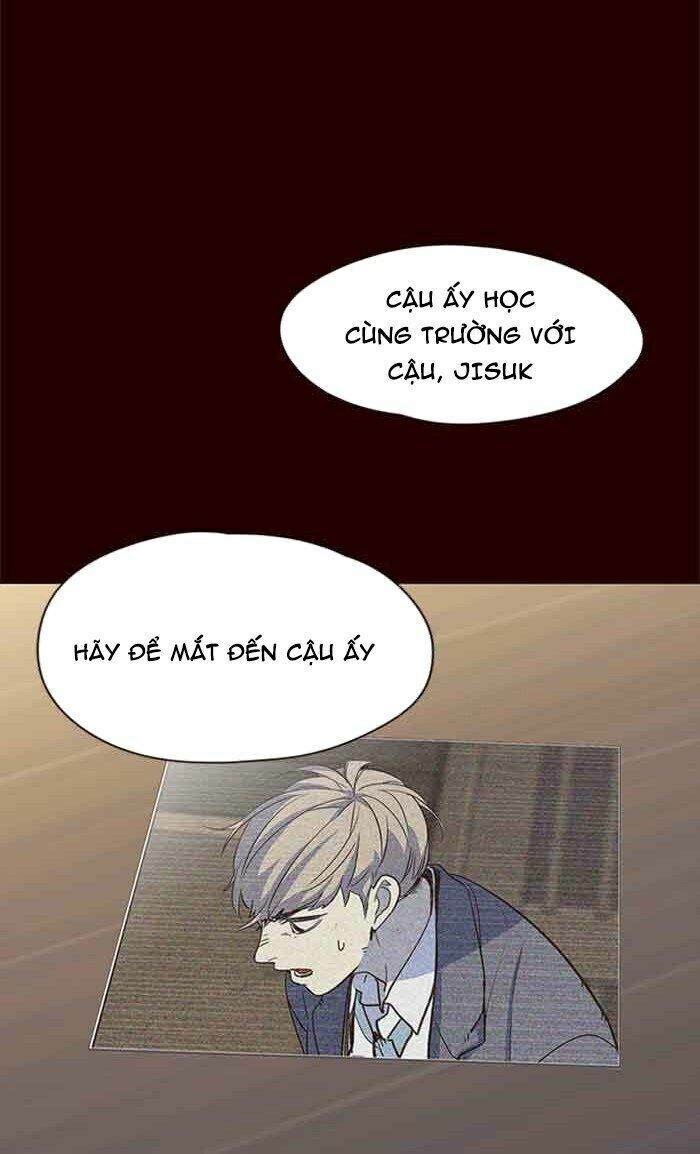 CẬU ẤY HỌC
CÙNG TRƯỜNG VỚI
CẬU, JISUK
HÃY ĐỂ MẮT ĐẾN CẬU ẤY